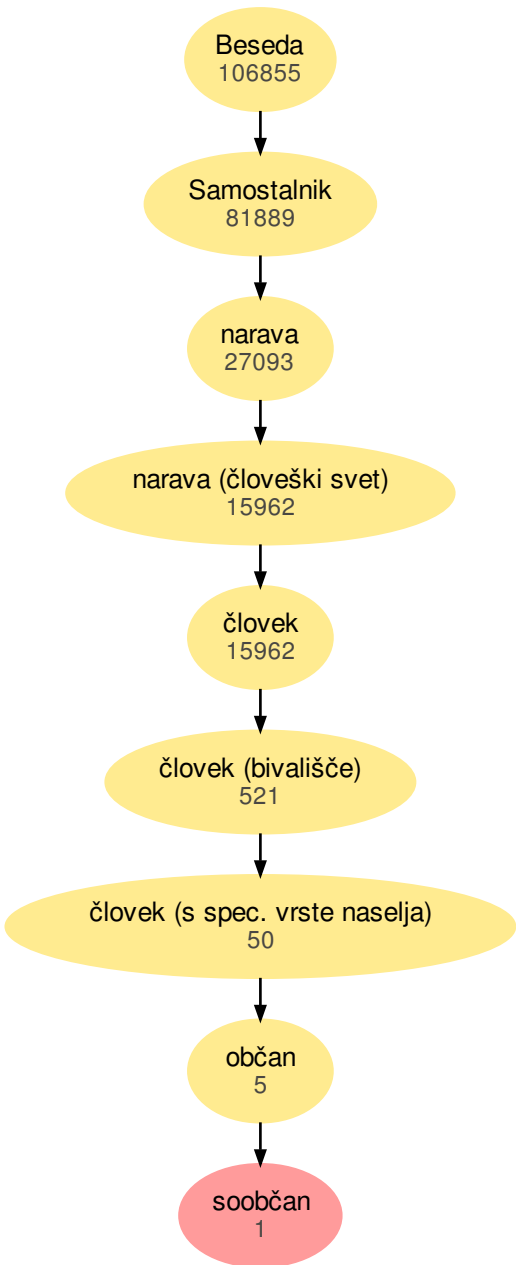 Beseda
106855
Samostalnik
81889
narava
27093
narava (človeški svet)
15962
človek
15962
človek (bivališče)
521
človek (s spec. vrste naselja)
50
občan
5
soobčan
1